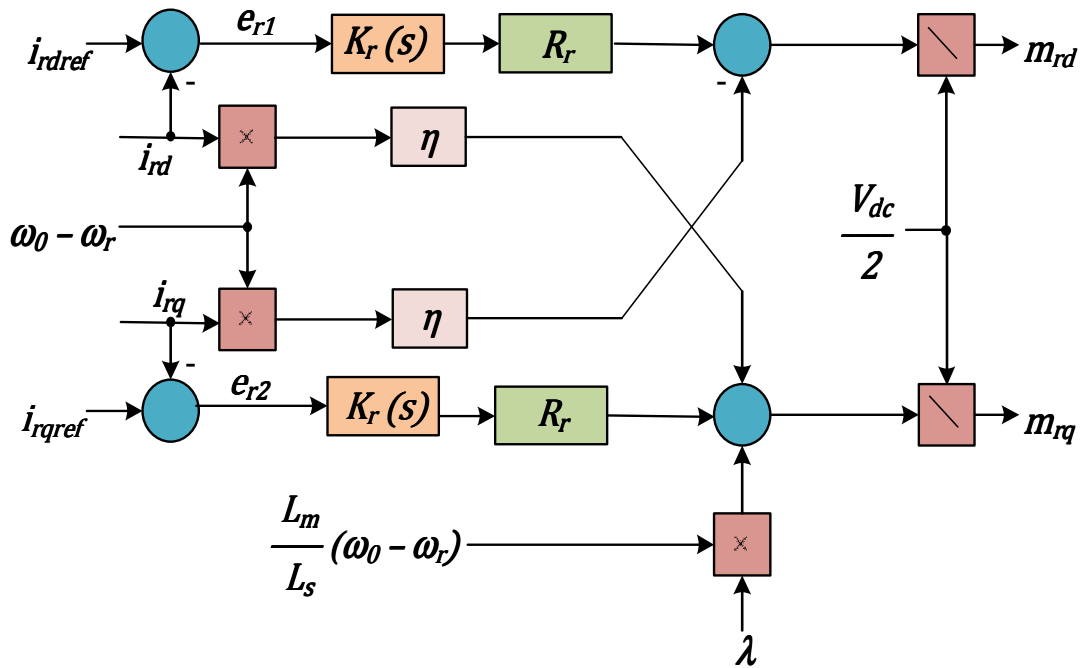 i_rdref e_r1 K_r (s) R_r - - m_rd
i_rd × η
ω_0 – ω_r V_dc / 2
i_rq × η
i_rqref - e_r2 K_r (s) R_r m_rq
L_m / L_s (ω_0 – ω_r) ×
λ